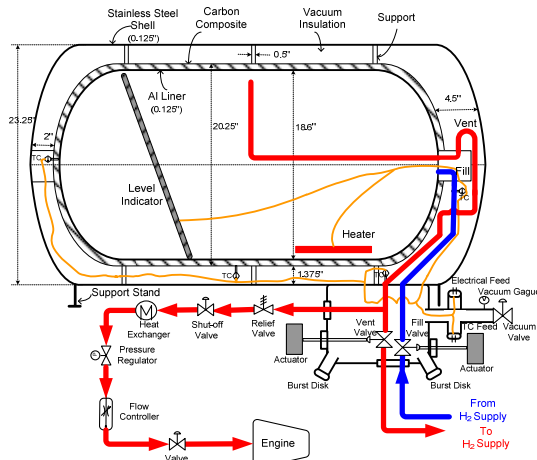 Stainless Steel
Shell
(0.125")
Carbon
Composite
Vacuum
Insulation
Support
0.5"
Al Liner
(0.125")
20.25"
18.6"
4.5"
Vent
23.25"
2"
TC
Fill
TC
Level
Indicator
Heater
TC
1.375"
TC
Support Stand
Electrical Feed
Vacuum Gague
Heat
Exchanger
Shut-off
Valve
Relief
Valve
Vent
Valve
Fill
Valve
TC Feed
Vacuum
Valve
Pressure
Regulator
Actuator
Actuator
Burst Disk
Burst Disk
Flow
Controller
From
H2 Supply
To
H2 Supply
Valve
Engine